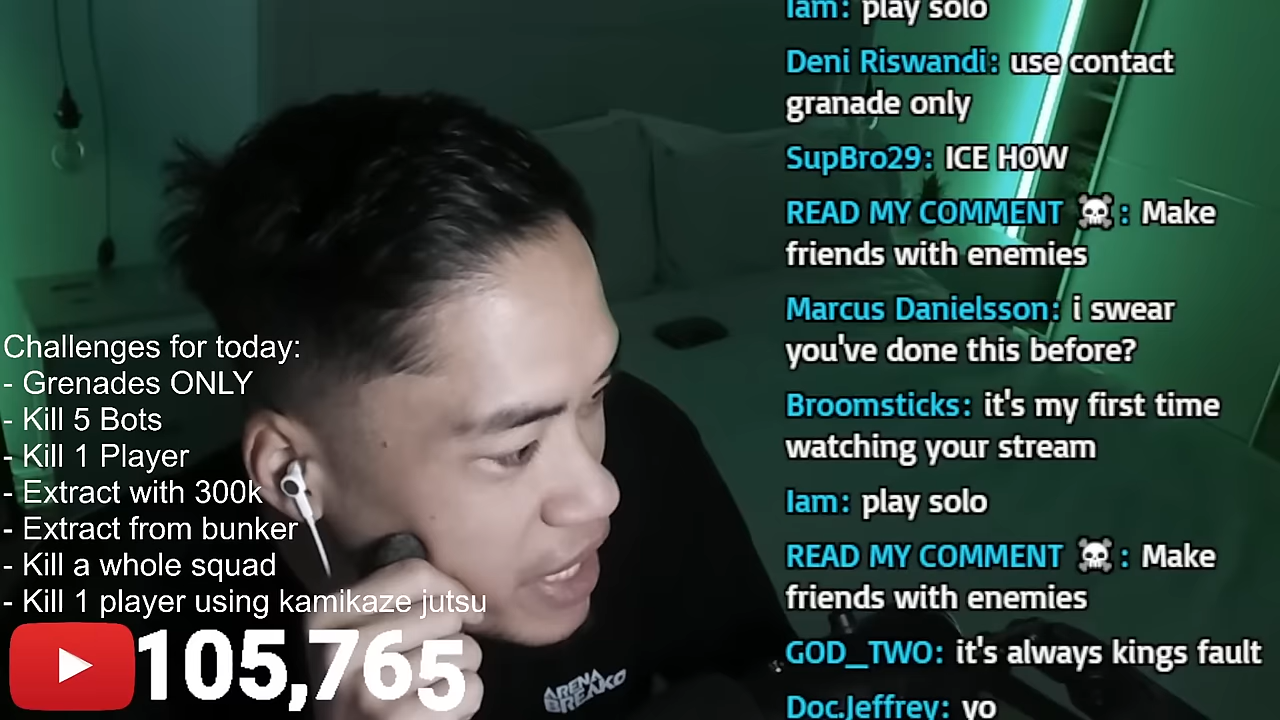 Iam: play solo
Deni Riswandi: use contact
granade only
SupBro29: ICE HOW
READ MY COMMENT ☠️: Make
friends with enemies
Marcus Danielsson: i swear
you've done this before?
Broomsticks: it's my first time
watching your stream
Iam: play solo
READ MY COMMENT ☠️: Make
friends with enemies
GOD_TWO: it's always kings fault
Doc.Jeffrey: yo
Challenges for today:
- Grenades ONLY
- Kill 5 Bots
- Kill 1 Player
- Extract with 300k
- Extract from bunker
- Kill a whole squad
- Kill 1 player using kamikaze jutsu
105,765
ARENA
BREAKO